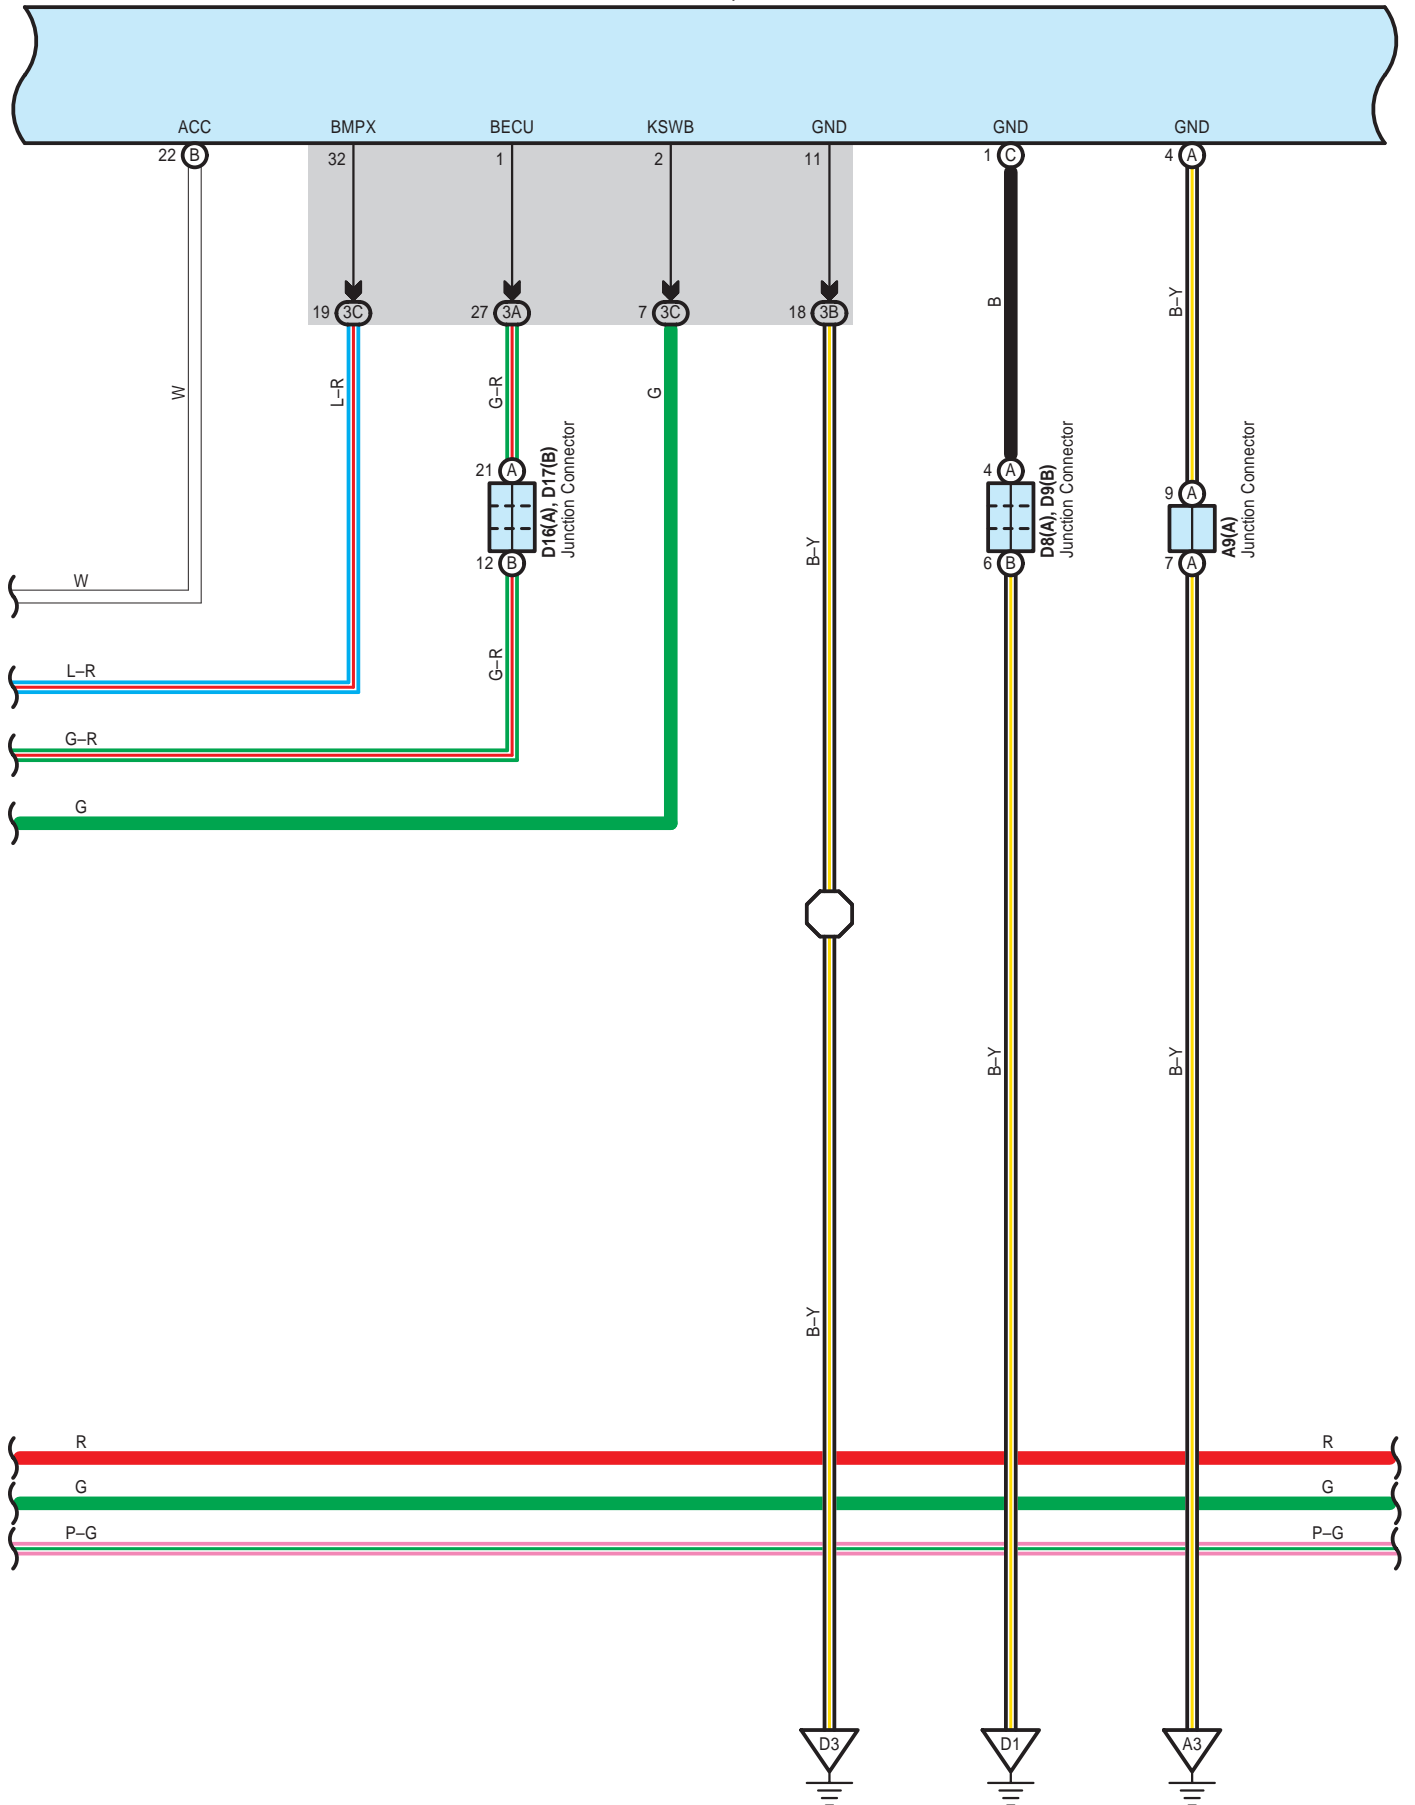 ACC BMPX BECU KSWB GND GND GND
22 B 32 1 2 11 1 C 4 A
19 3C 27 3A 7 3C 18 3B
B
B–Y
W
L–R
G–R
G
21 A
4 A
9 A
D16(A), D17(B)
Junction Connector
D8(A), D9(B)
Junction Connector
A9(A)
Junction Connector
B–Y
12 B
6 B
7 A
W
L–R
G–R
G–R
G
B–Y
B–Y
B–Y
R R
G G
P–G P–G
D3 D1 A3